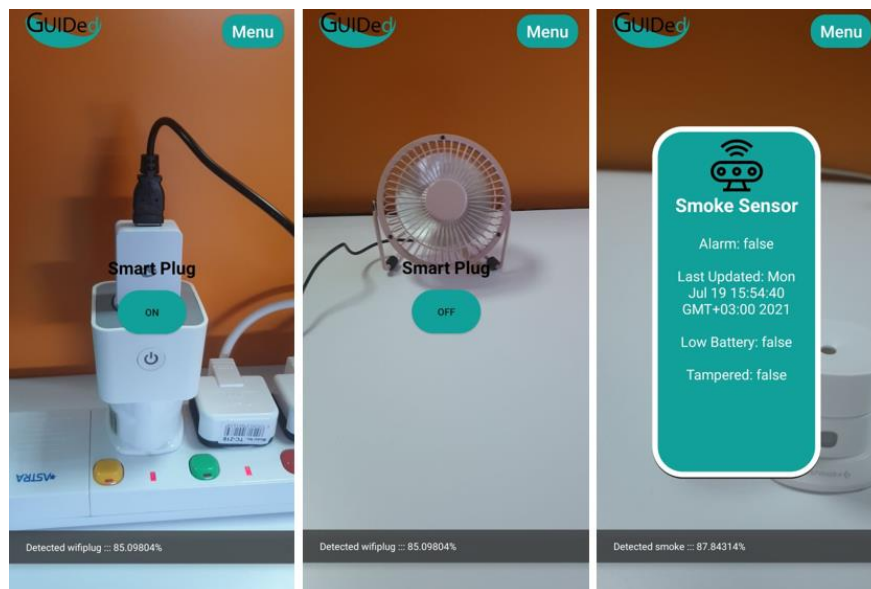 GUIDed
Menu
Smart Plug
ON
ASTRA
Detected wifiplug ::: 85.09804%
GUIDed
Menu
Smart Plug
OFF
Detected wifiplug ::: 85.09804%
GUIDed
Menu
Smoke Sensor
Alarm: false
Last Updated: Mon
Jul 19 15:54:40
GMT+03:00 2021
Low Battery: false
Tampered: false
Detected smoke ::: 87.84314%